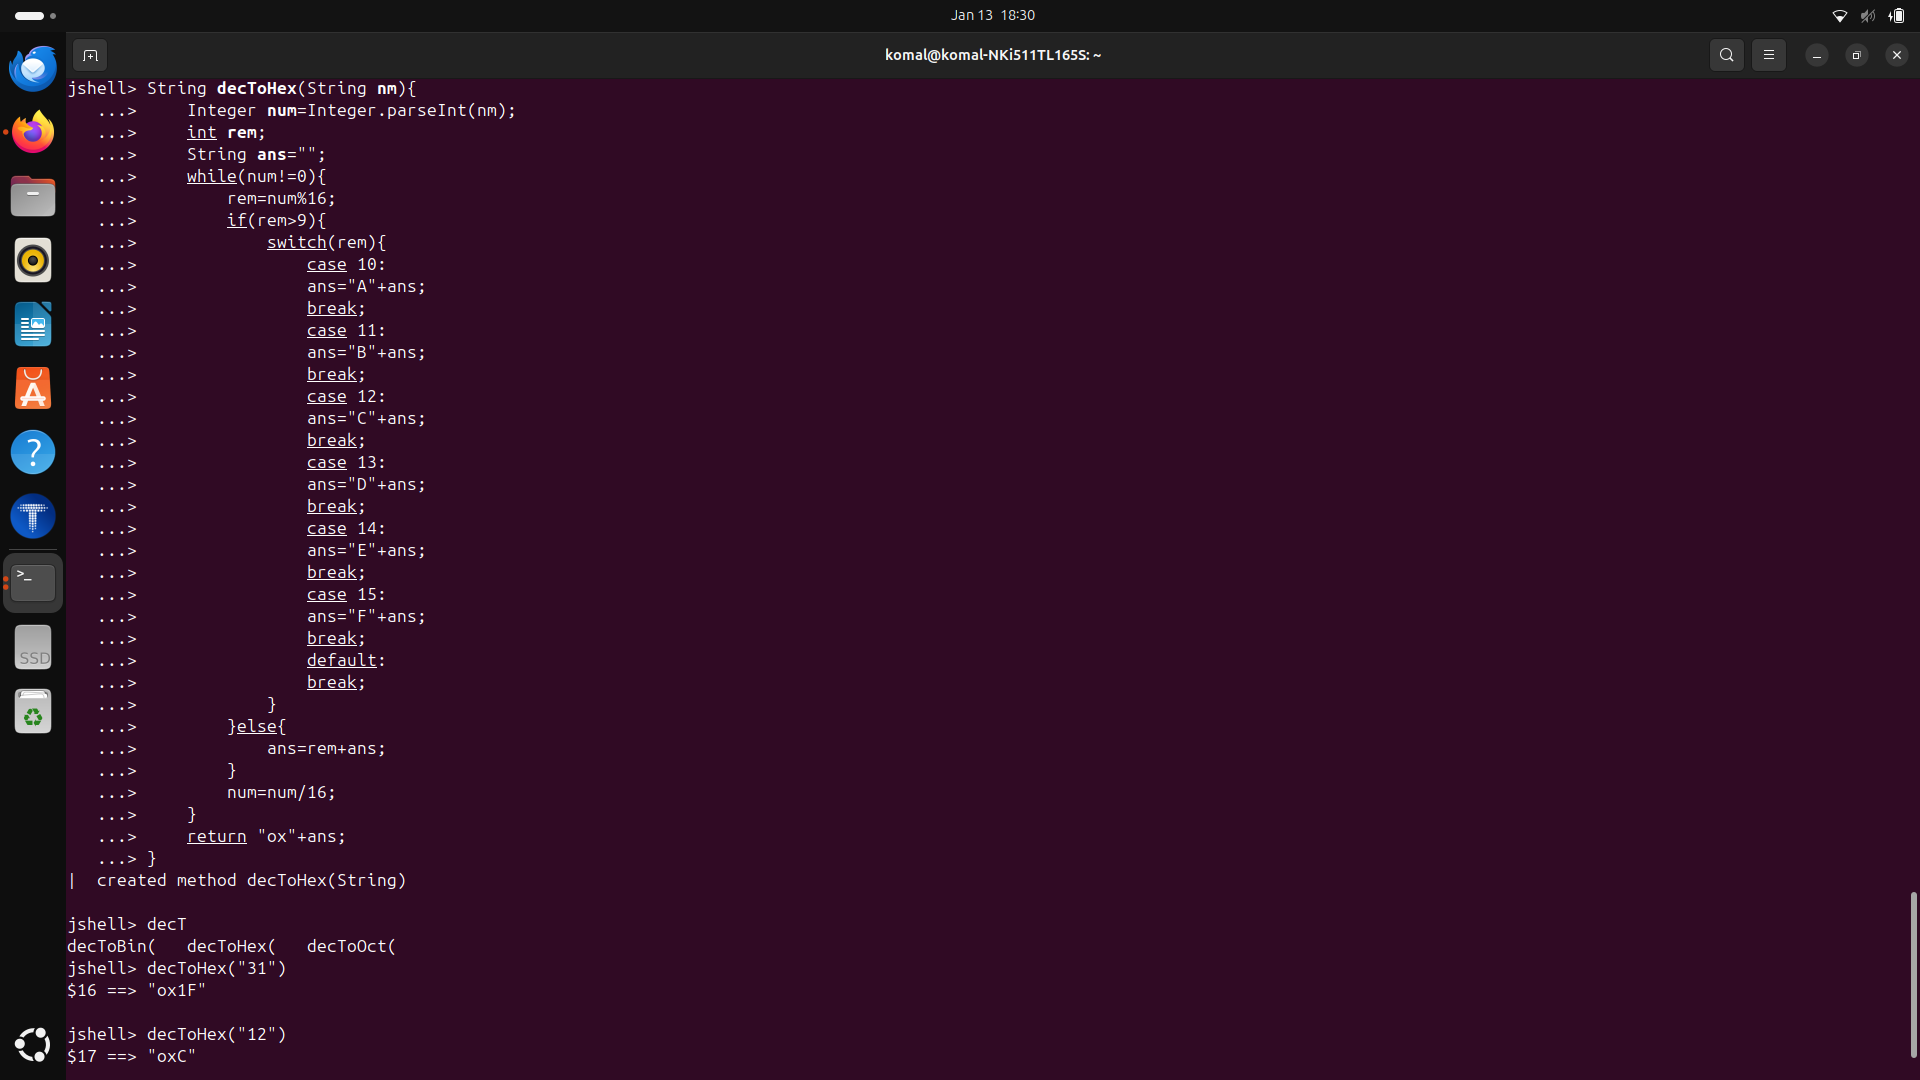 Jan 13 18:30
komal@komal-NKi511TL165S: ~
jshell> String decToHex(String nm){
   ...>     Integer num=Integer.parseInt(nm);
   ...>     int rem;
   ...>     String ans="";
   ...>     while(num!=0){
   ...>         rem=num%16;
   ...>         if(rem>9){
   ...>             switch(rem){
   ...>                 case 10:
   ...>                 ans="A"+ans;
   ...>                 break;
   ...>                 case 11:
   ...>                 ans="B"+ans;
   ...>                 break;
   ...>                 case 12:
   ...>                 ans="C"+ans;
   ...>                 break;
   ...>                 case 13:
   ...>                 ans="D"+ans;
   ...>                 break;
   ...>                 case 14:
   ...>                 ans="E"+ans;
   ...>                 break;
   ...>                 case 15:
   ...>                 ans="F"+ans;
   ...>                 break;
   ...>                 default:
   ...>                 break;
   ...>             }
   ...>         }else{
   ...>             ans=rem+ans;
   ...>         }
   ...>         num=num/16;
   ...>     }
   ...>     return "ox"+ans;
   ...> }
|  created method decToHex(String)
jshell> decT
decToBin(   decToHex(   decToOct(
jshell> decToHex("31")
$16 ==> "ox1F"
jshell> decToHex("12")
$17 ==> "oxC"
SSD